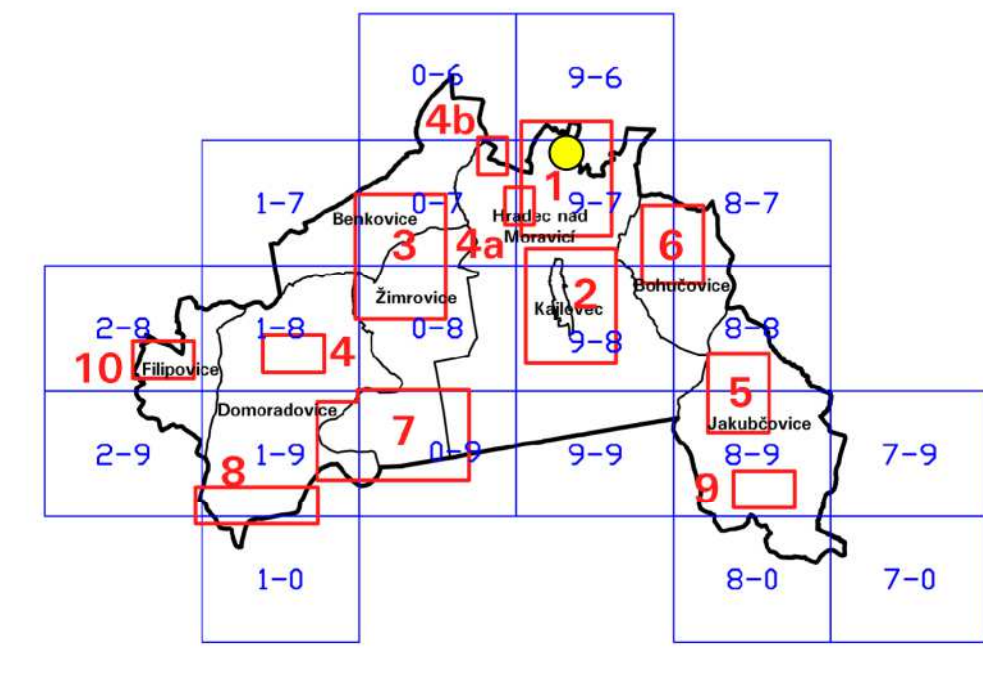 0-6
9-6
4b
1
1-7
0-7
9-7
8-7
Benkovice
Hradec nad
Moravicí
3
4a
6
Bohučovice
Žimrovice
2
Kajlovec
2-8
1-8
0-8
9-8
8-8
10
Filipovice
4
5
Domoradovice
Jakubčovice
7
2-9
1-9
0-9
9-9
8-9
7-9
8
9
1-0
8-0
7-0